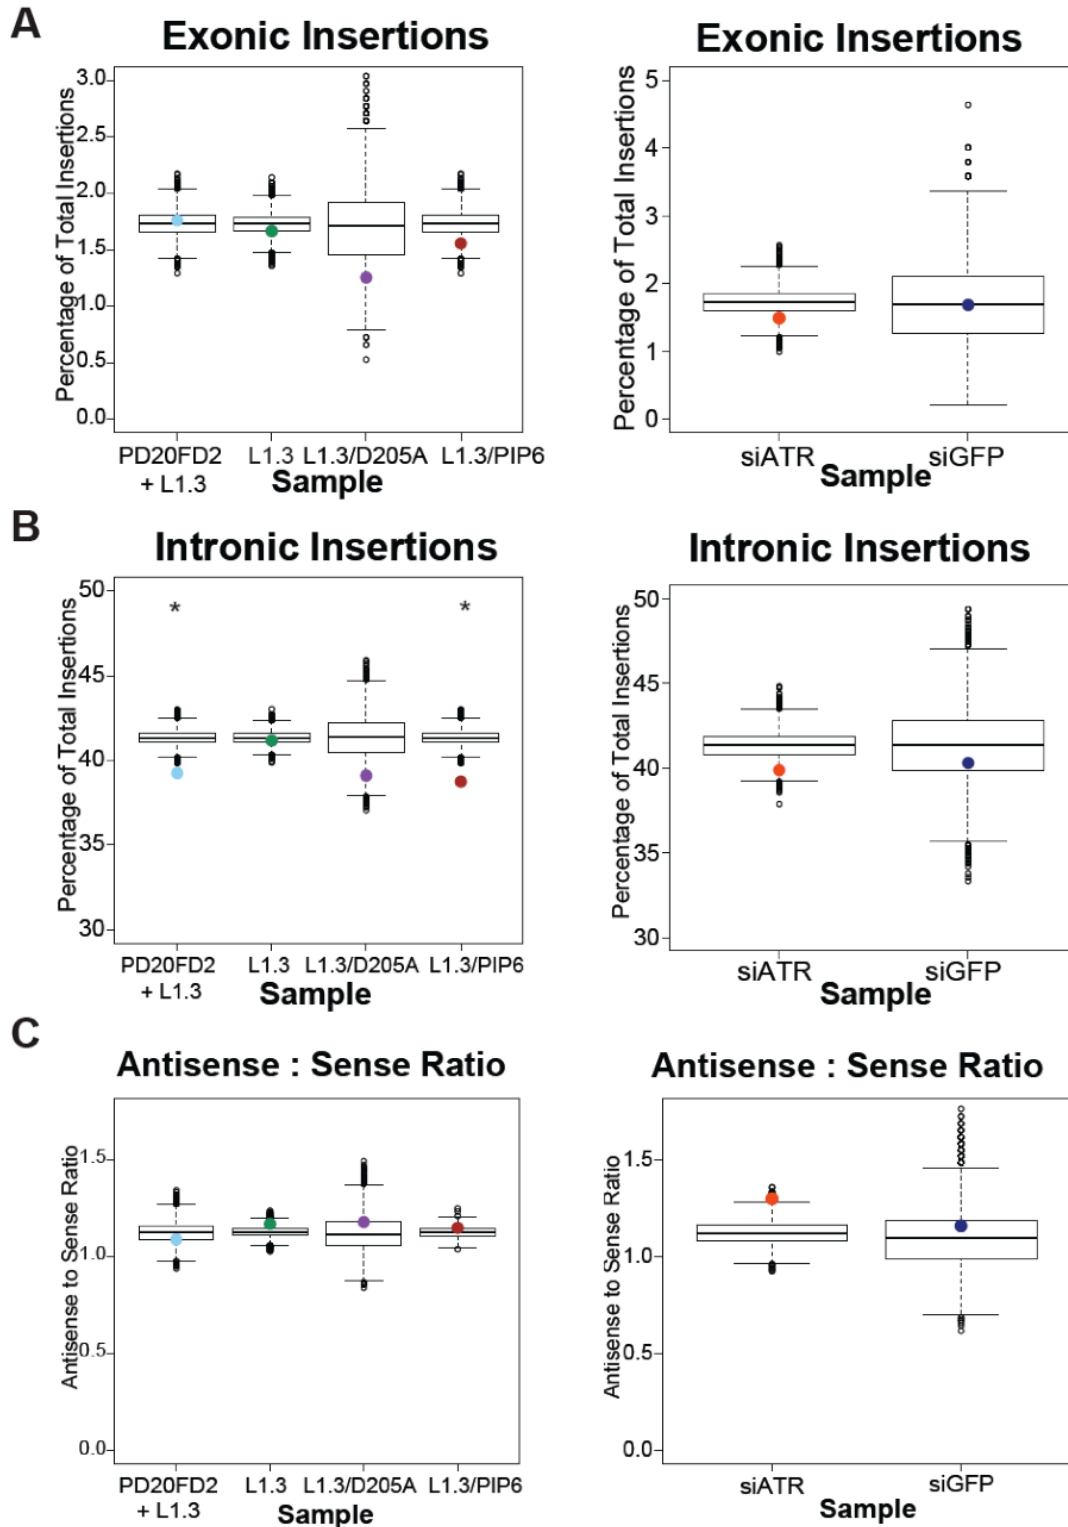 A
Exonic Insertions
Percentage of Total Insertions
3.0
2.5
2.0
1.5
1.0
0.5
0.0
PD20FD2 + L1.3
L1.3
L1.3/D205A
L1.3/PIP6
Sample
Exonic Insertions
Percentage of Total Insertions
5
4
3
2
1
0
siATR
siGFP
Sample
B
Intronic Insertions
Percentage of Total Insertions
50
45
40
35
30
*
*
PD20FD2 + L1.3
L1.3
L1.3/D205A
L1.3/PIP6
Sample
Intronic Insertions
Percentage of Total Insertions
50
45
40
35
30
siATR
siGFP
Sample
C
Antisense : Sense Ratio
Antisense to Sense Ratio
1.5
1.0
0.5
0.0
PD20FD2 + L1.3
L1.3
L1.3/D205A
L1.3/PIP6
Sample
Antisense : Sense Ratio
Antisense to Sense Ratio
1.5
1.0
0.5
0.0
siATR
siGFP
Sample